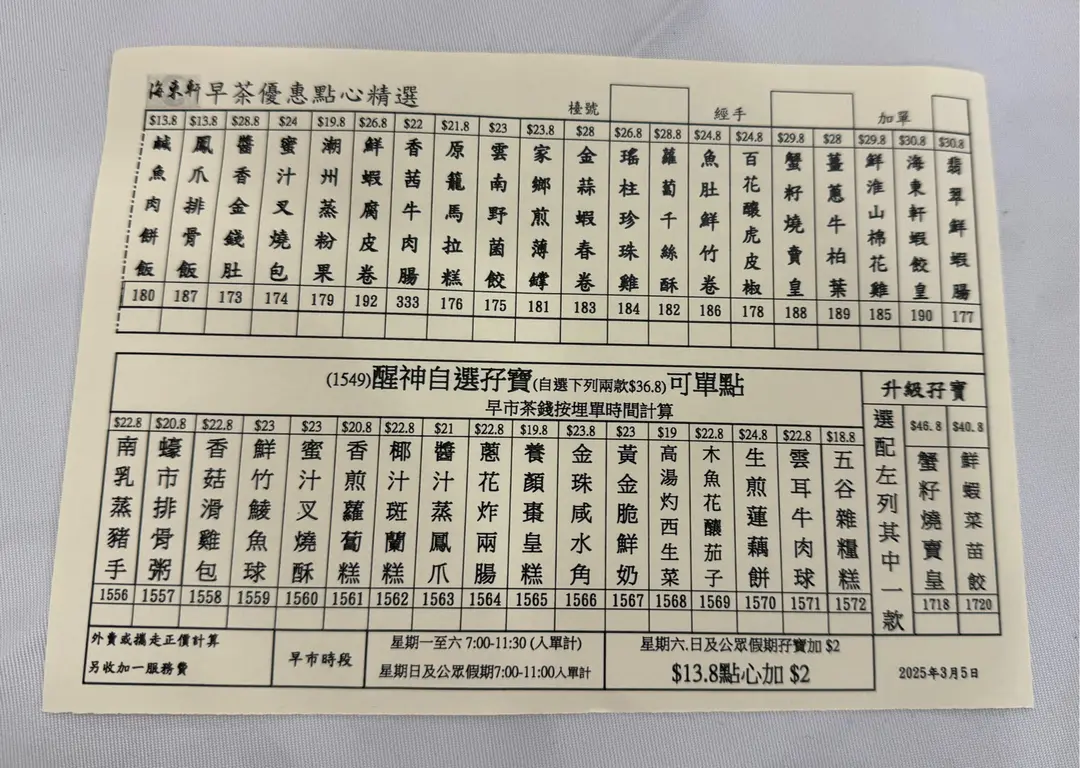 海東軒 早茶優惠點心精選
檯號
經手
加單
$13.8 $13.8 $28.8 $24 $19.8 $26.8 $22 $21.8 $23 $23.8 $28 $26.8 $28.8 $24.8 $24.8 $29.8 $28 $29.8 $30.8 $30.8
鹹魚肉餅飯
鳳爪排骨飯
醬香金錢肚
蜜汁叉燒包
潮州蒸粉果
鮮蝦腐皮卷
香茜牛肉腸
原籠馬拉糕
雲南野菌餃
家鄉煎薄罉
金蒜蝦春卷
瑤柱珍珠雞
蘿蔔千絲酥
魚肚鮮竹卷
百花釀虎皮椒
蟹籽燒賣皇
薑蔥牛柏葉
鮮淮山棉花雞
海東軒蝦餃皇
翡翠鮮蝦腸
180 187 173 174 179 192 333 176 175 181 183 184 182 186 178 188 189 185 190 177
(1549)醒神自選孖寶(自選下列兩款$36.8)可單點
早市茶錢按埋單時間計算
$22.8 $20.8 $22.8 $23 $23 $20.8 $22.8 $21 $22.8 $19.8 $23.8 $23 $19 $22.8 $24.8 $22.8 $18.8
南乳蒸豬手
蠔市排骨粥
香菇滑雞包
鮮竹鯪魚球
蜜汁叉燒酥
香煎蘿蔔糕
椰汁斑蘭糕
醬汁蒸鳳爪
蔥花炸兩腸
養顏棗皇糕
金珠咸水角
黃金脆鮮奶
高湯灼西生菜
木魚花釀茄子
生煎蓮藕餅
雲耳牛肉球
五谷雜糧糕
1556 1557 1558 1559 1560 1561 1562 1563 1564 1565 1566 1567 1568 1569 1570 1571 1572
升級孖寶
選配左列其中一款
$46.8 $40.8
蟹籽燒賣皇
鮮蝦菜苗餃
1718 1720
外賣或攜走正價計算
另收加一服務費
早市時段
星期一至六 7:00-11:30 (人單計)
星期日及公眾假期7:00-11:00人單計
星期六.日及公眾假期孖寶加 $2
$13.8點心加 $2
2025年3月5日